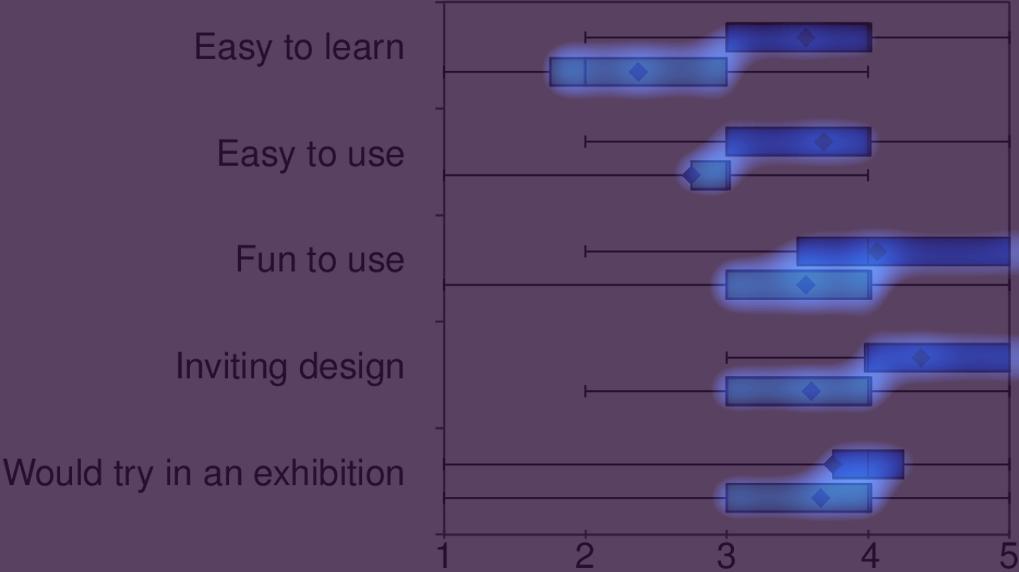 Easy to learn
Easy to use
Fun to use
Inviting design
Would try in an exhibition
1 2 3 4 5